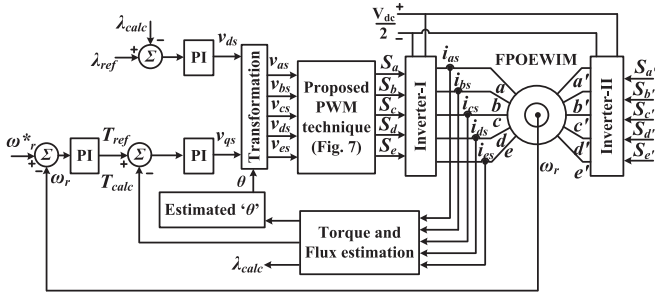 λcalc
λref
+
−
Σ
PI
vds
ω*r
+
−
Σ
ωr
PI
Tref
+
−
Σ
Tcalc
PI
vqs
Transformation
θ
vas
vbs
vcs
vds
ves
Proposed
PWM
technique
(Fig. 7)
Sa
Sb
Sc
Sd
Se
Inverter-I
Vdc
2
+
−
ias
ibs
ics
ids
ies
FPOEWIM
a
b
c
d
e
a'
b'
c'
d'
e'
ωr
Inverter-II
Sa'
Sb'
Sc'
Sd'
Se'
Estimated ‘θ’
Torque and
Flux estimation
λcalc